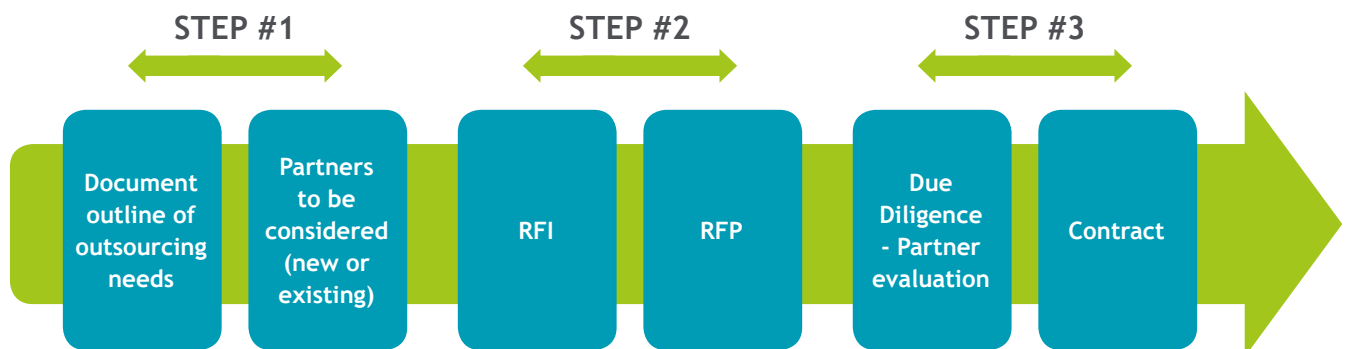 STEP #1
STEP #2
STEP #3
Document
outline of
outsourcing
needs
Partners
to be
considered
(new or
existing)
RFI
RFP
Due
Diligence
- Partner
evaluation
Contract